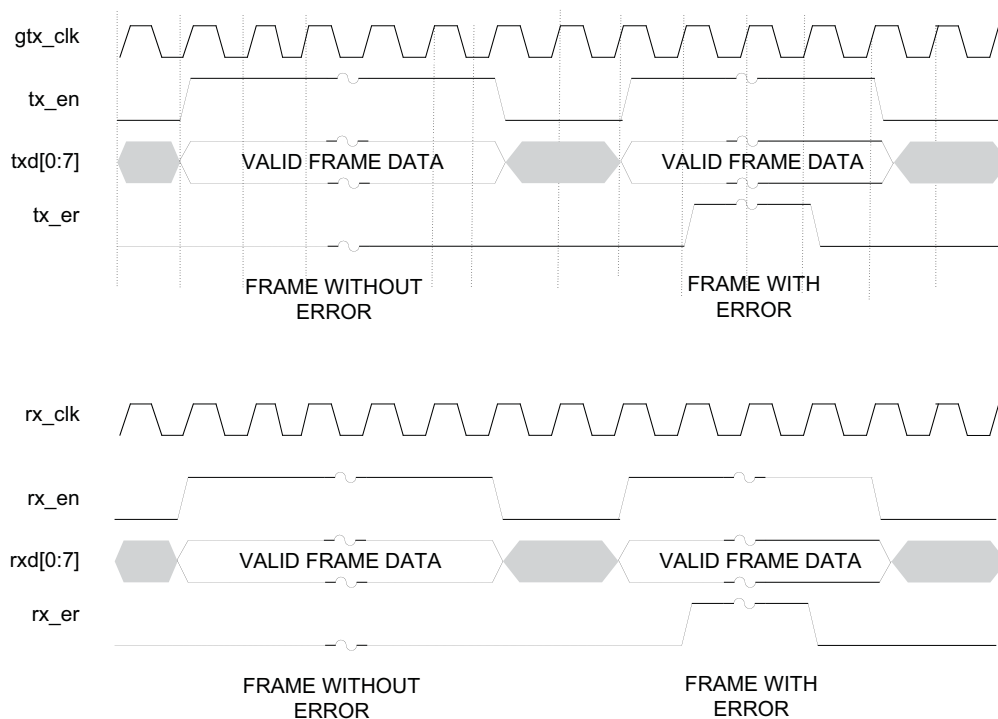 gtx_clk
tx_en
txd[0:7]
VALID FRAME DATA
VALID FRAME DATA
tx_er
FRAME WITHOUT
ERROR
FRAME WITH
ERROR
rx_clk
rx_en
rxd[0:7]
VALID FRAME DATA
VALID FRAME DATA
rx_er
FRAME WITHOUT
ERROR
FRAME WITH
ERROR